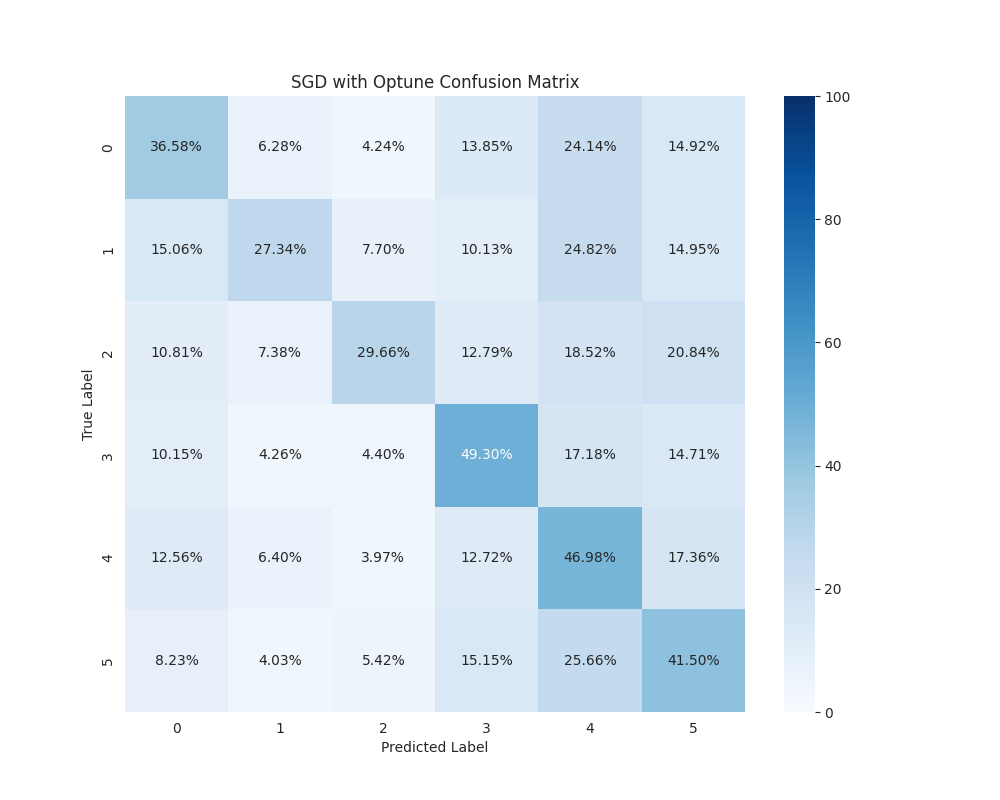 SGD with Optune Confusion Matrix
0 36.58% 6.28% 4.24% 13.85% 24.14% 14.92%
1 15.06% 27.34% 7.70% 10.13% 24.82% 14.95%
2 10.81% 7.38% 29.66% 12.79% 18.52% 20.84%
3 10.15% 4.26% 4.40% 49.30% 17.18% 14.71%
4 12.56% 6.40% 3.97% 12.72% 46.98% 17.36%
5 8.23% 4.03% 5.42% 15.15% 25.66% 41.50%
0 1 2 3 4 5
Predicted Label
True Label
100
80
60
40
20
0